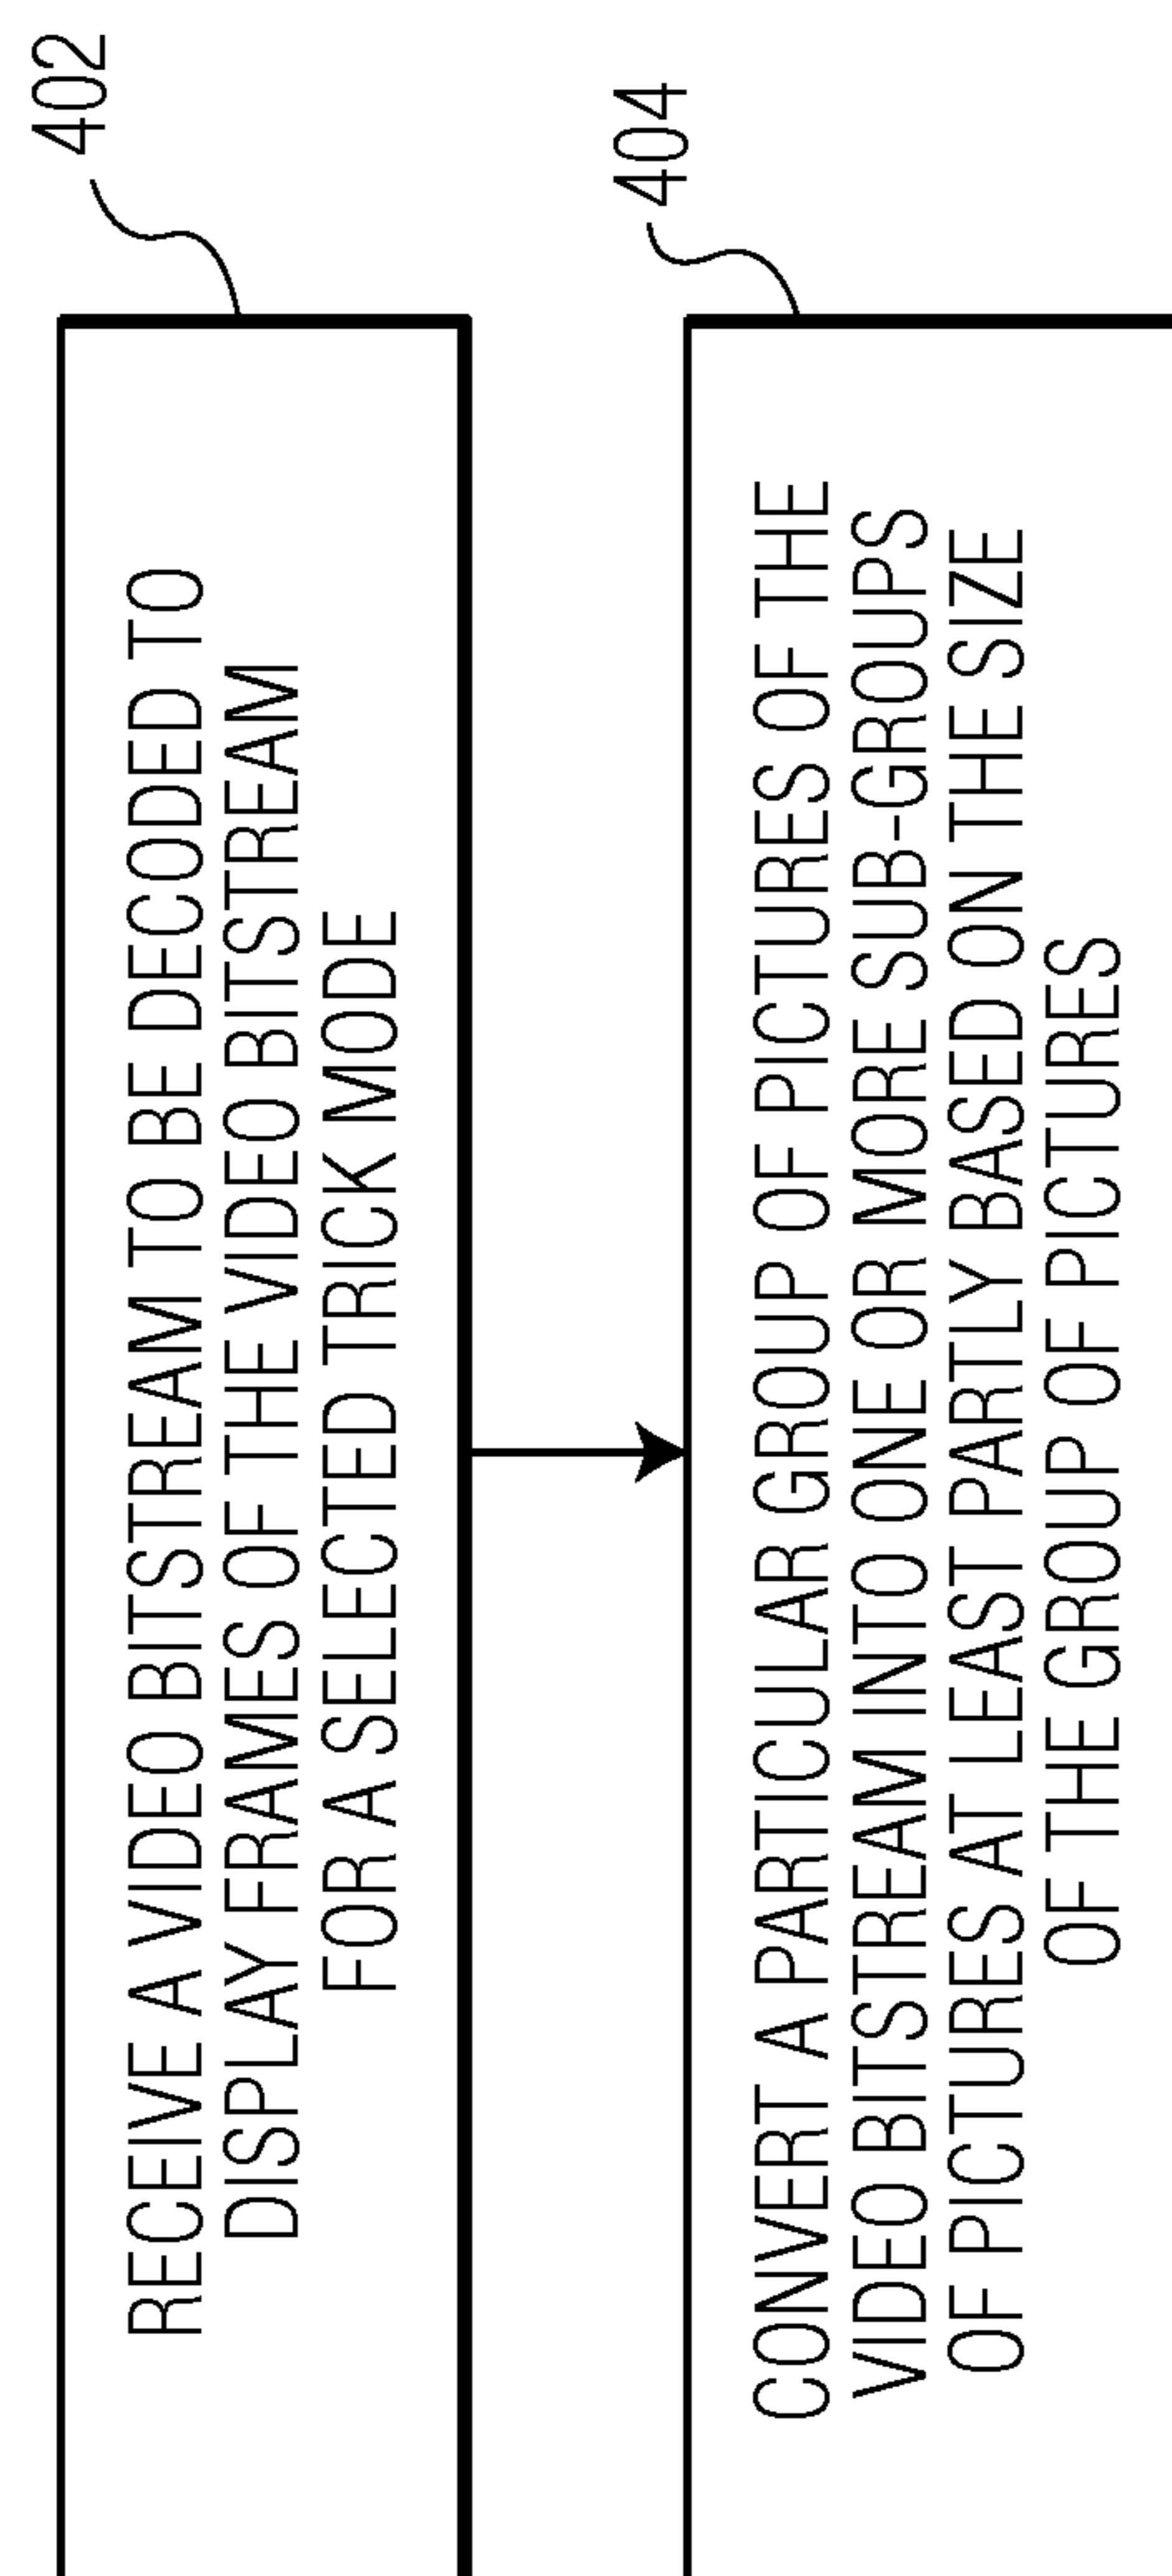 402
RECEIVE A VIDEO BITSTREAM TO BE DECODED TO
DISPLAY FRAMES OF THE VIDEO BITSTREAM
FOR A SELECTED TRICK MODE
404
CONVERT A PARTICULAR GROUP OF PICTURES OF THE
VIDEO BITSTREAM INTO ONE OR MORE SUB-GROUPS
OF PICTURES AT LEAST PARTLY BASED ON THE SIZE
OF THE GROUP OF PICTURES